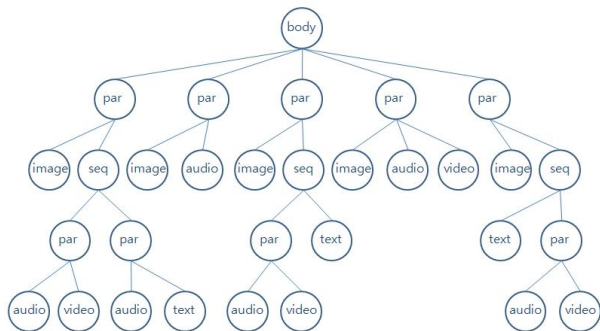 body
par par par par par
image seq image audio image seq image audio video image seq
par par par text text par
audio video audio text audio video audio video